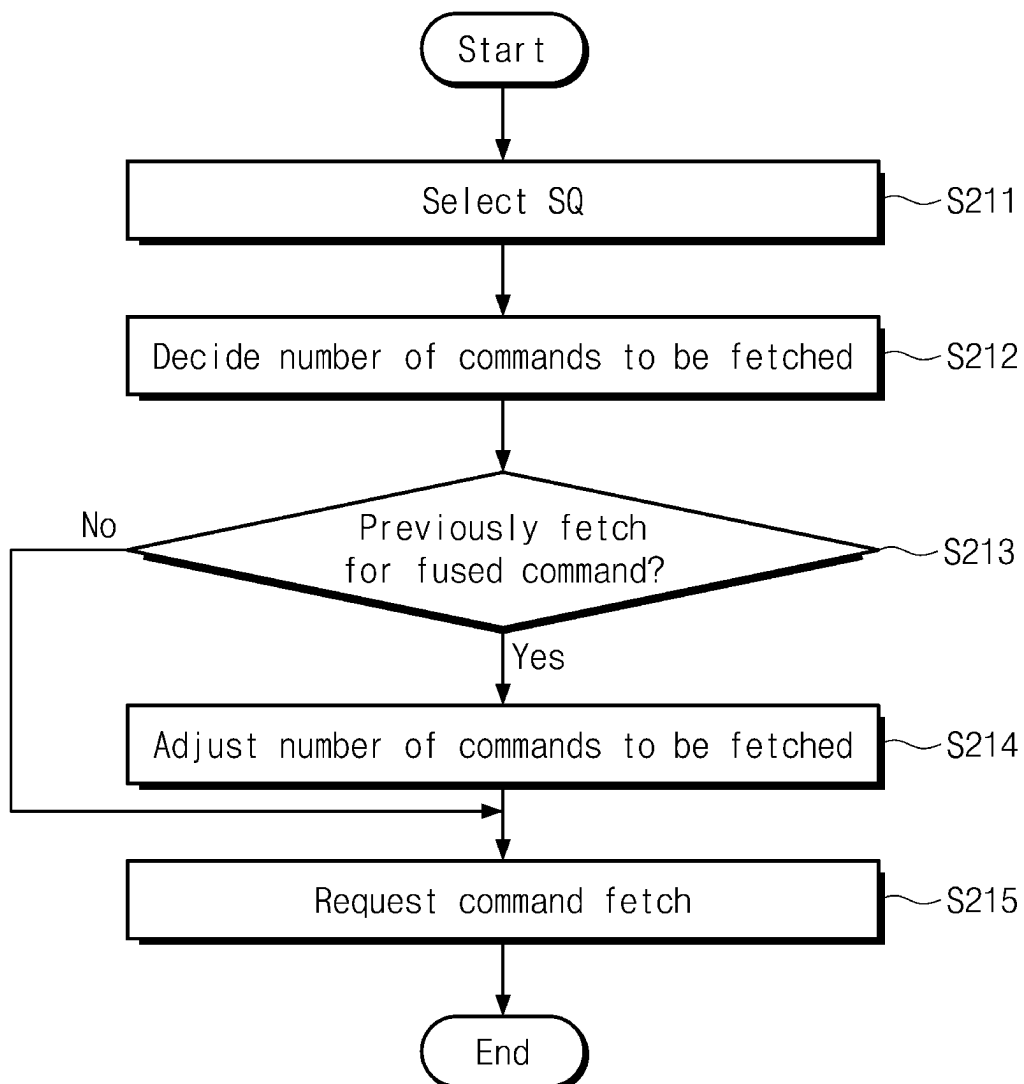 Start
Select SQ
S211
Decide number of commands to be fetched
S212
Previously fetch
for fused command?
S213
No
Yes
Adjust number of commands to be fetched
S214
Request command fetch
S215
End